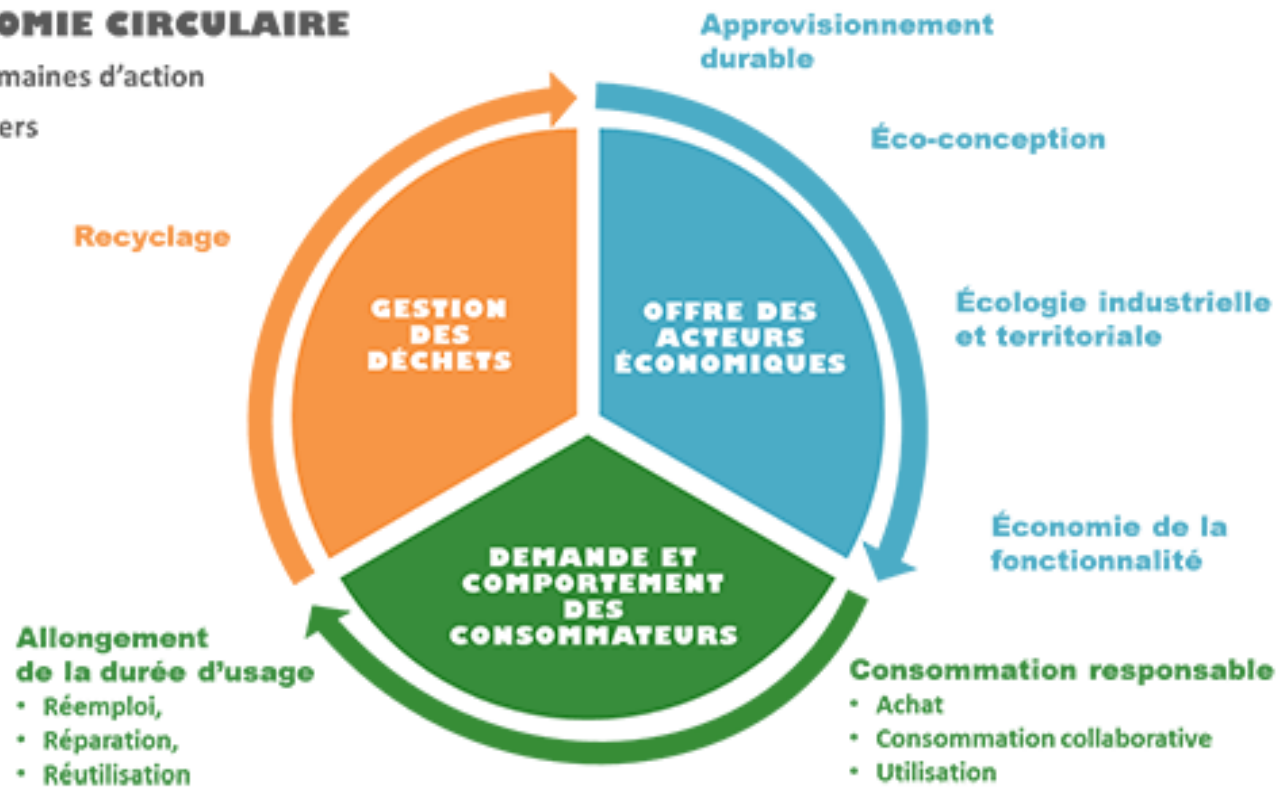 OMIE CIRCULAIRE
maines d'action
ers
Approvisionnement
durable
Éco-conception
Écologie industrielle
et territoriale
Économie de la
fonctionnalité
Recyclage
GESTION
DES
DÉCHETS
OFFRE DES
ACTEURS
ÉCONOMIQUES
DEMANDE ET
COMPORTEMENT
DES
CONSOMMATEURS
Consommation responsable
• Achat
• Consommation collaborative
• Utilisation
Allongement
de la durée d'usage
• Réemploi,
• Réparation,
• Réutilisation